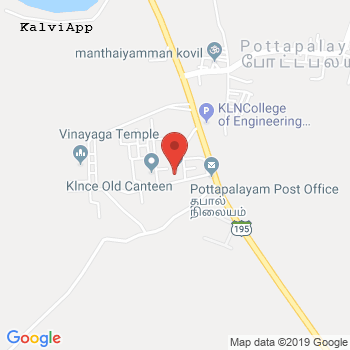 KalviApp
manthaiyamman kovil
Pottapalay
போட்டபலய
KLNCollege
of Engineering...
Vinayaga Temple
Klnce Old Canteen
Pottapalayam Post Office
தபால்
நிலையம்
195
Google
Map data ©2019 Google